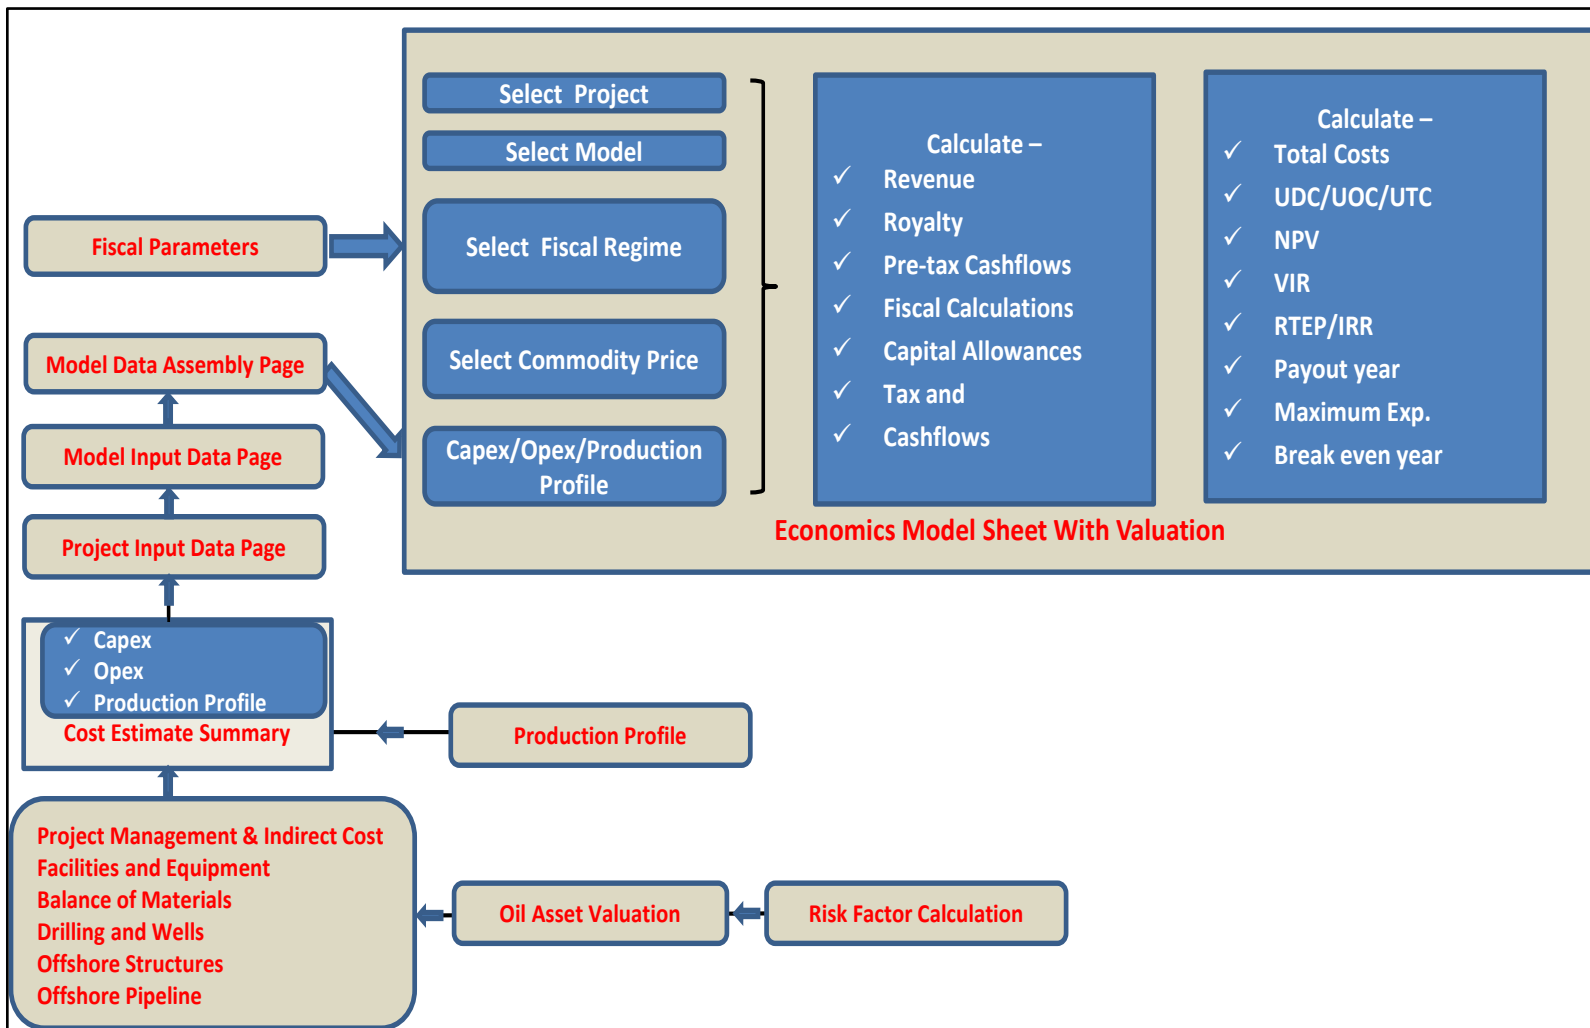 Select Project
Select Model
Select Fiscal Regime
Select Commodity Price
Capex/Opex/Production
Profile
Calculate –
✓ Revenue
✓ Royalty
✓ Pre-tax Cashflows
✓ Fiscal Calculations
✓ Capital Allowances
✓ Tax and
✓ Cashflows
Calculate –
✓ Total Costs
✓ UDC/UOC/UTC
✓ NPV
✓ VIR
✓ RTEP/IRR
✓ Payout year
✓ Maximum Exp.
✓ Break even year
Economics Model Sheet With Valuation
Fiscal Parameters
Model Data Assembly Page
Model Input Data Page
Project Input Data Page
✓ Capex
✓ Opex
✓ Production Profile
Cost Estimate Summary
Production Profile
Project Management & Indirect Cost
Facilities and Equipment
Balance of Materials
Drilling and Wells
Offshore Structures
Offshore Pipeline
Oil Asset Valuation
Risk Factor Calculation